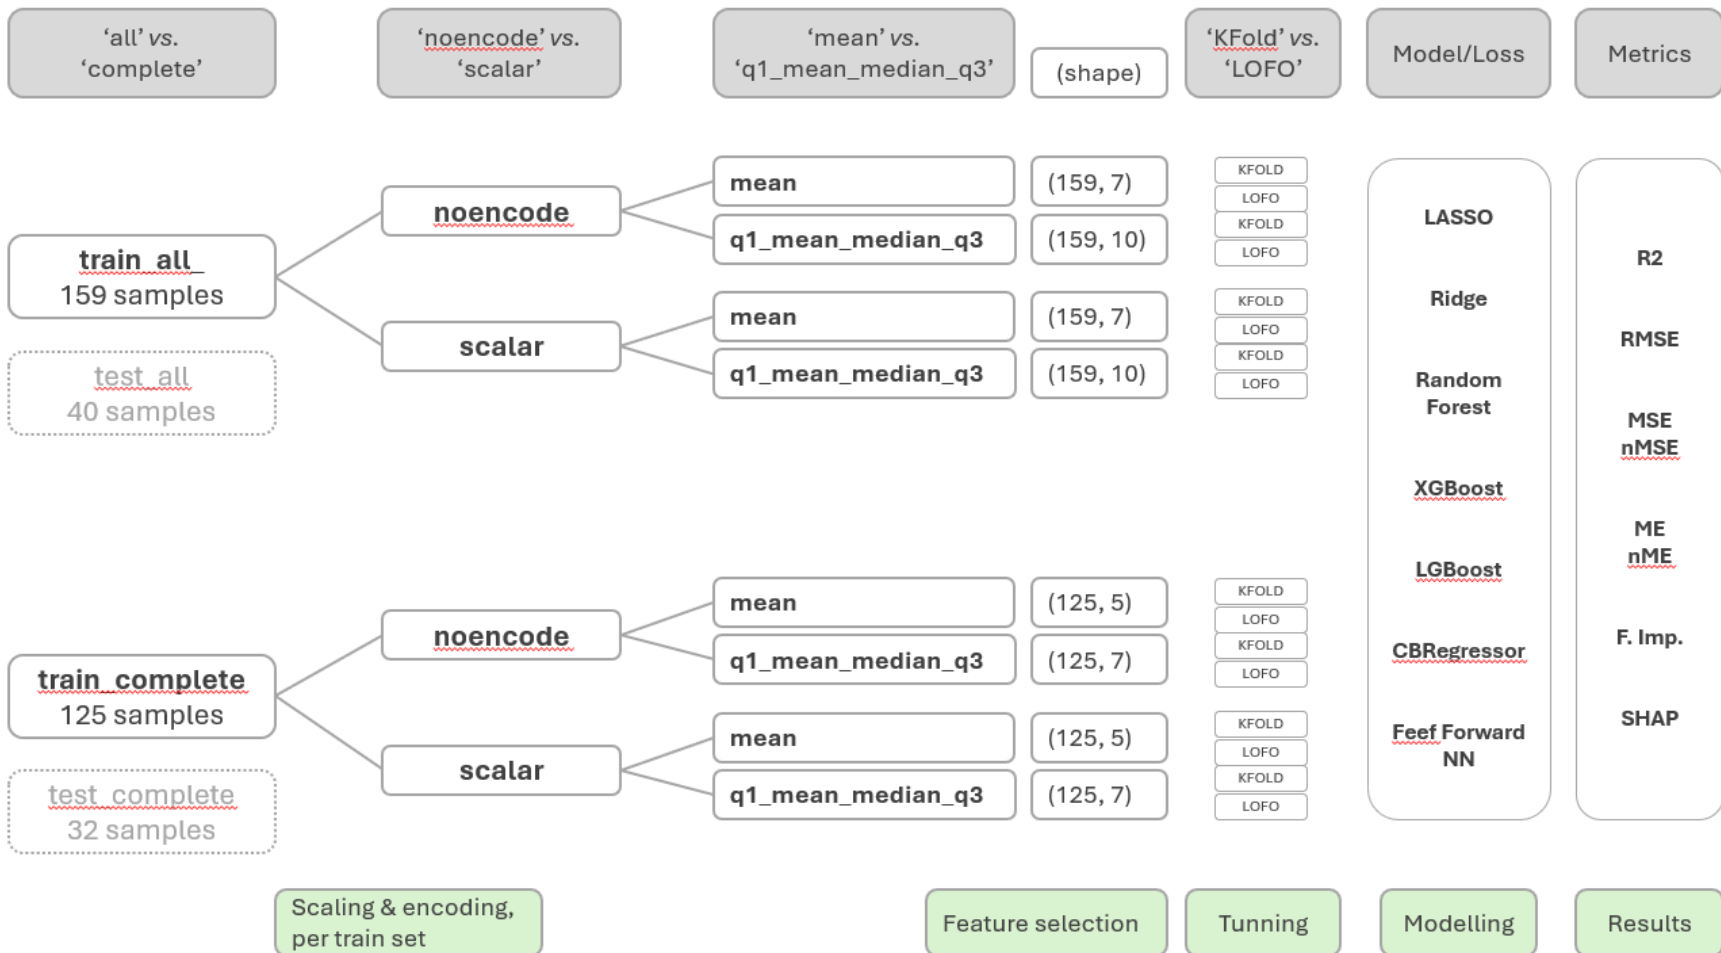 ‘all’ vs.
‘complete’
‘noencode’ vs.
‘scalar’
‘mean’ vs.
‘q1_mean_median_q3’
(shape)
‘KFold’ vs.
‘LOFO’
Model/Loss
Metrics
train_all_
159 samples
test_all
40 samples
noencode
scalar
mean
(159, 7)
q1_mean_median_q3
(159, 10)
mean
(159, 7)
q1_mean_median_q3
(159, 10)
KFOLD
LOFO
KFOLD
LOFO
KFOLD
LOFO
KFOLD
LOFO
train_complete
125 samples
test_complete
32 samples
noencode
scalar
mean
(125, 5)
q1_mean_median_q3
(125, 7)
mean
(125, 5)
q1_mean_median_q3
(125, 7)
KFOLD
LOFO
KFOLD
LOFO
KFOLD
LOFO
KFOLD
LOFO
LASSO
Ridge
Random
Forest
XGBoost
LGBoost
CBRegressor
Feef Forward
NN
R2
RMSE
MSE
nMSE
ME
nME
F. Imp.
SHAP
Scaling & encoding,
per train set
Feature selection
Tunning
Modelling
Results